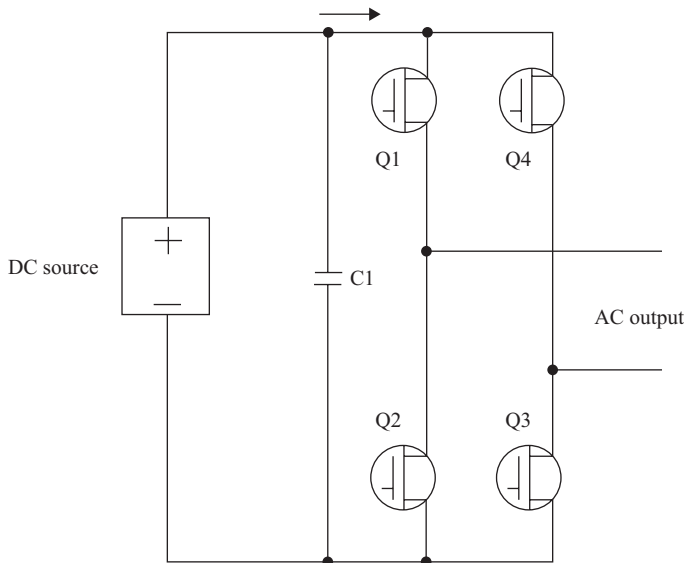 Q1
Q4
DC source
+
−
C1
AC output
Q2
Q3